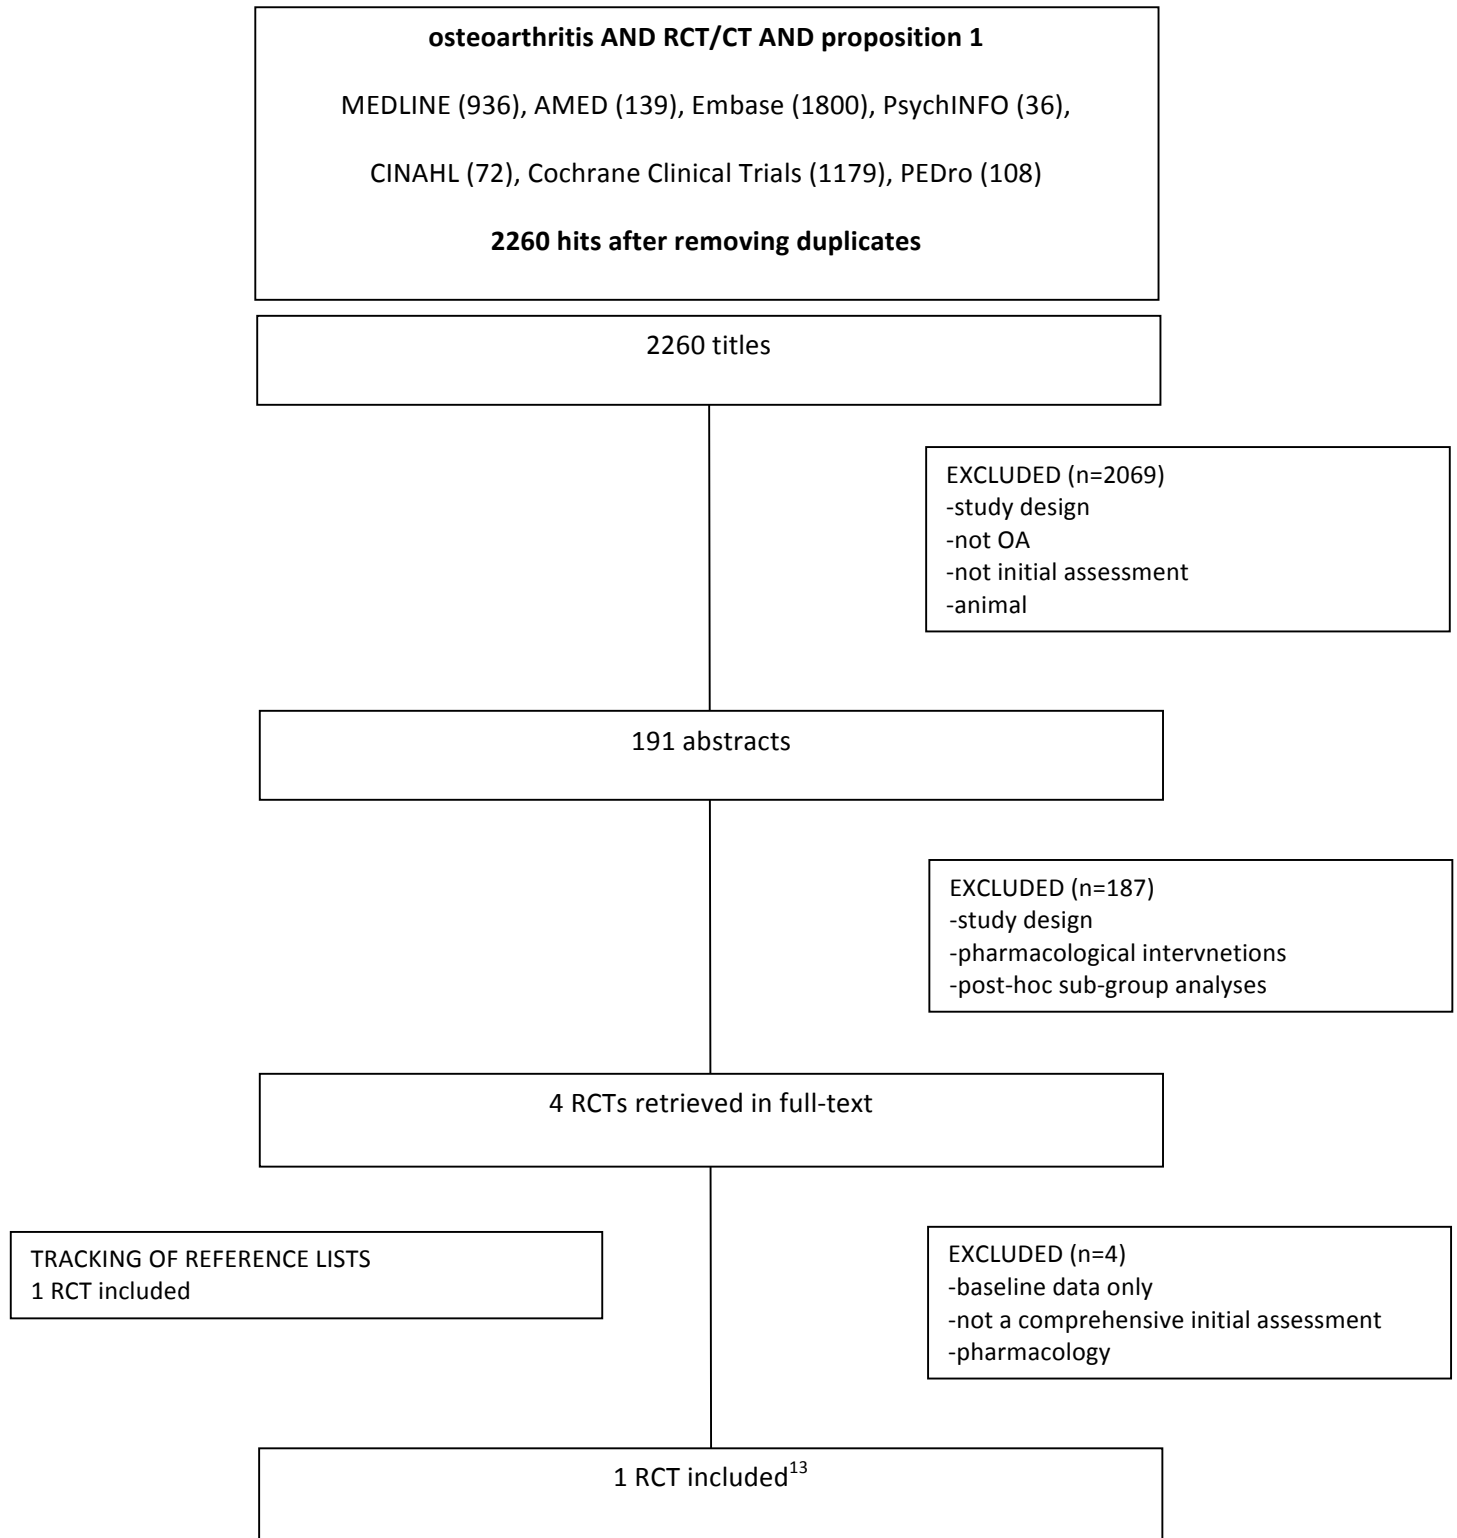 osteoarthritis AND RCT/CT AND proposition 1
MEDLINE (936), AMED (139), Embase (1800), PsychINFO (36),
CINAHL (72), Cochrane Clinical Trials (1179), PEDro (108)
2260 hits after removing duplicates
2260 titles
EXCLUDED (n=2069)
-study design
-not OA
-not initial assessment
-animal
191 abstracts
EXCLUDED (n=187)
-study design
-pharmacological intervnetions
-post-hoc sub-group analyses
4 RCTs retrieved in full-text
TRACKING OF REFERENCE LISTS
1 RCT included
EXCLUDED (n=4)
-baseline data only
-not a comprehensive initial assessment
-pharmacology
1 RCT included13